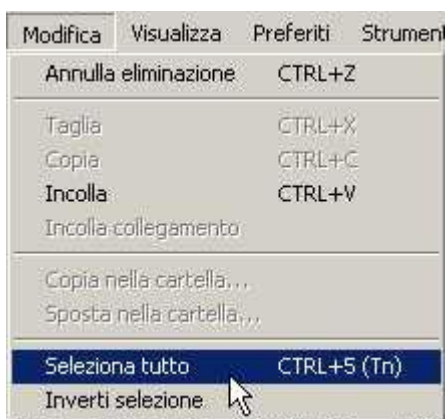 Modifica Visualizza Preferiti Strument
Annulla eliminazione CTRL+Z
Taglia CTRL+X
Copia CTRL+C
Incolla CTRL+V
Incolla collegamento
Copia nella cartella...
Sposta nella cartella...
Seleziona tutto CTRL+5 (Tn)
Inverti selezione